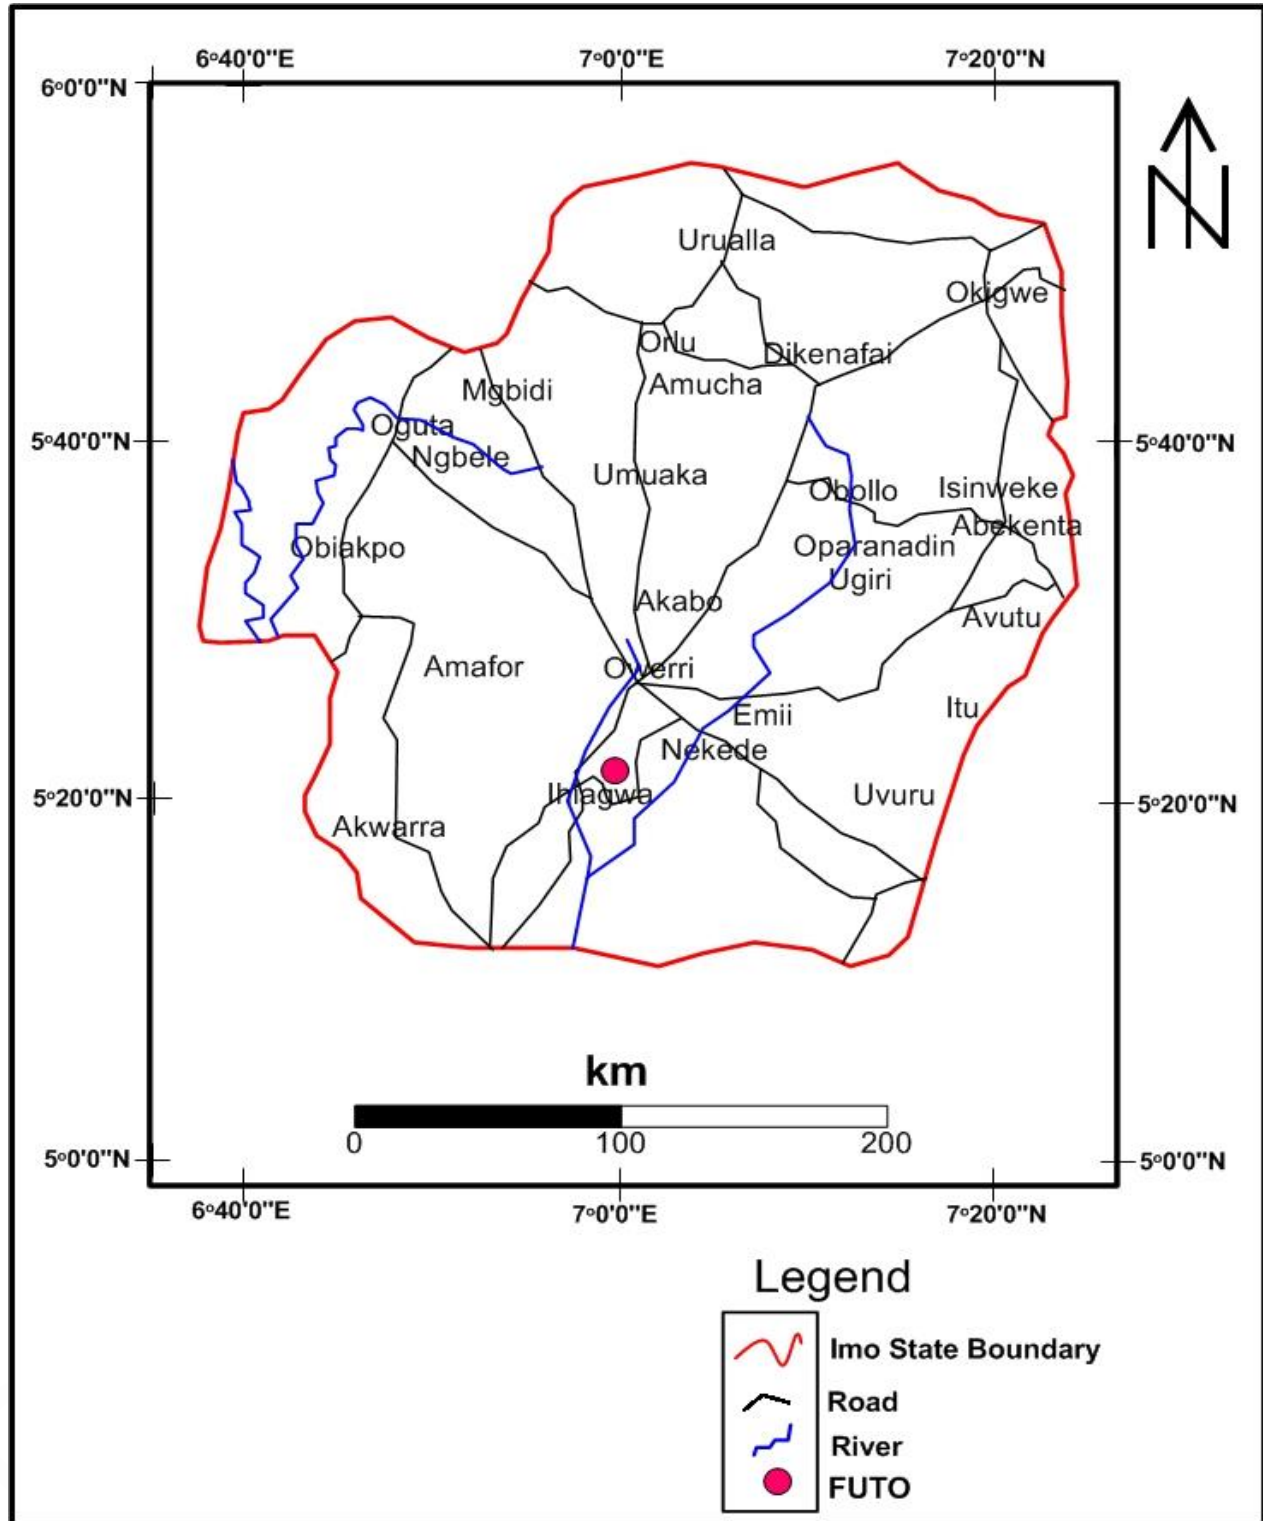 6°40'0"E 7°0'0"E 7°20'0"E
6°0'0"N
N
Urualla
Okigwe
Orlu
Dikenafai
Amucha
Mgbidi
Oguta
5°40'0"N 5°40'0"N
Ngbele
Umuaka
Obollo
Isinweke
Abekenta
Obiakpo
Oparanadin
Ugiri
Akabo
Avutu
Amafor
Owerri
Itu
Emii
Nekede
Ihiagwa
Uvuru
5°20'0"N 5°20'0"N
Akwarra
km
0 100 200
5°0'0"N 5°0'0"N
6°40'0"E 7°0'0"E 7°20'0"N
Legend
Imo State Boundary
Road
River
FUTO